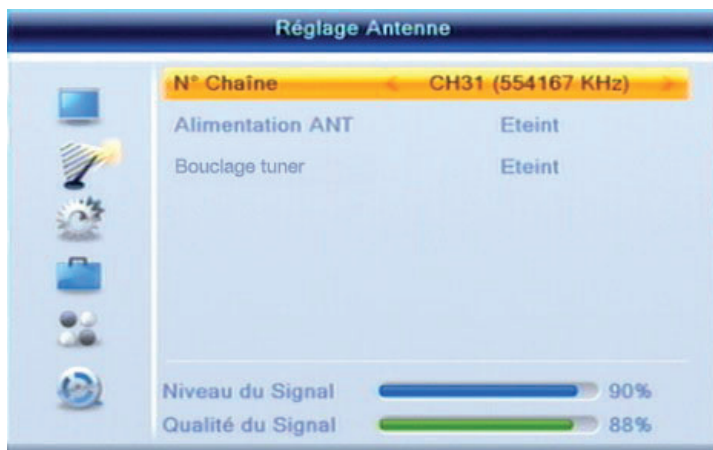 Réglage Antenne
N° Chaîne CH31 (554167 KHz)
Alimentation ANT Eteint
Bouclage tuner Eteint
Niveau du Signal 90%
Qualité du Signal 88%